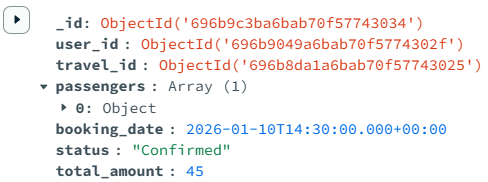 _id: ObjectId('696b9c3ba6bab70f57743034')
user_id : ObjectId('696b9049a6bab70f5774302f')
travel_id : ObjectId('696b8da1a6bab70f57743025')
passengers : Array (1)
0: Object
booking_date : 2026-01-10T14:30:00.000+00:00
status : "Confirmed"
total_amount : 45